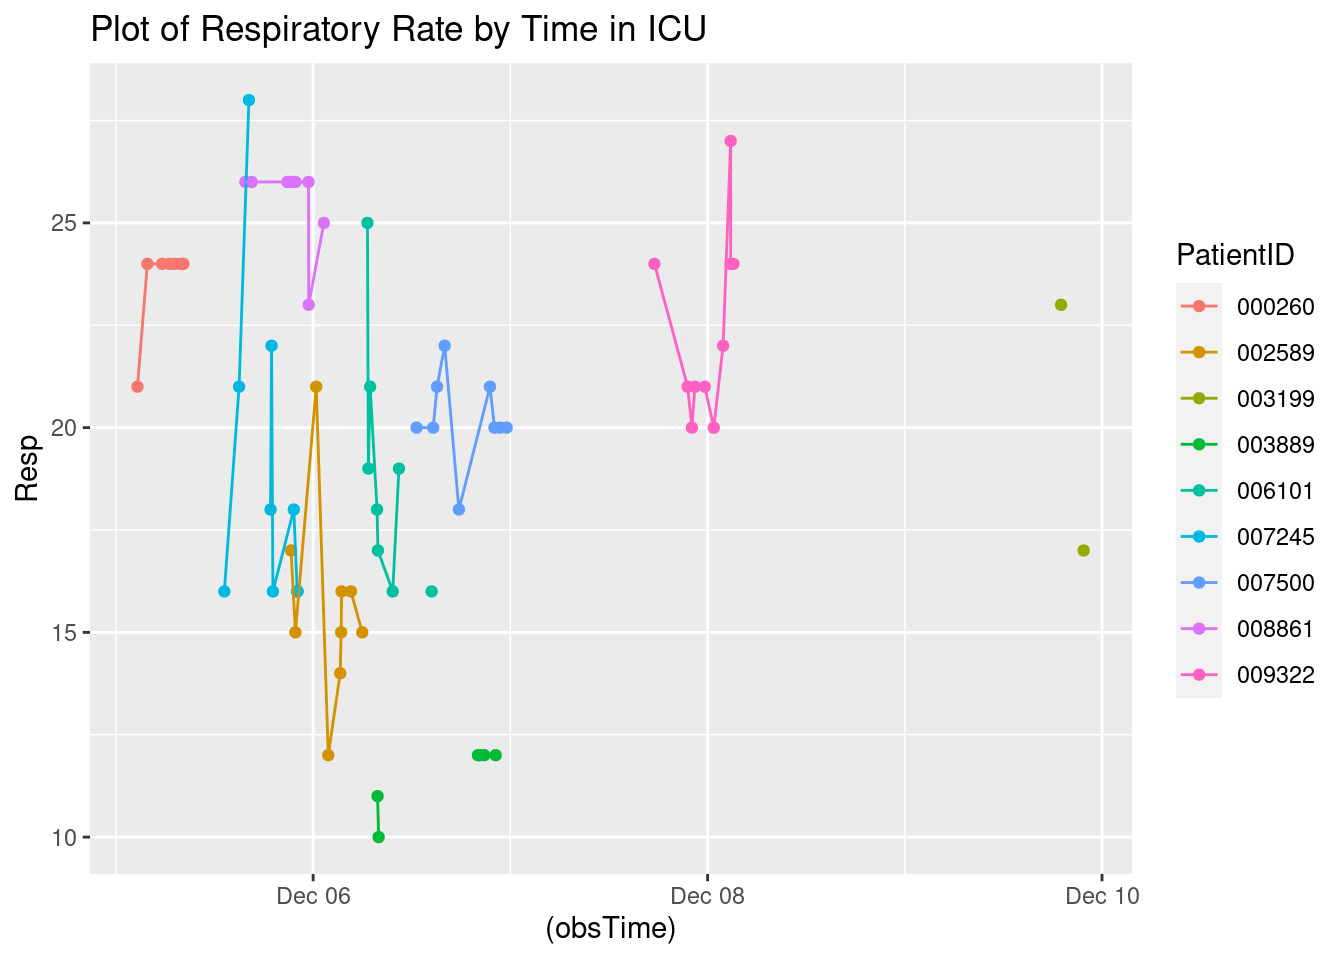 Plot of Respiratory Rate by Time in ICU
Resp
25
20
15
10
Dec 06
Dec 08
Dec 10
(obsTime)
PatientID
000260
002589
003199
003889
006101
007245
007500
008861
009322